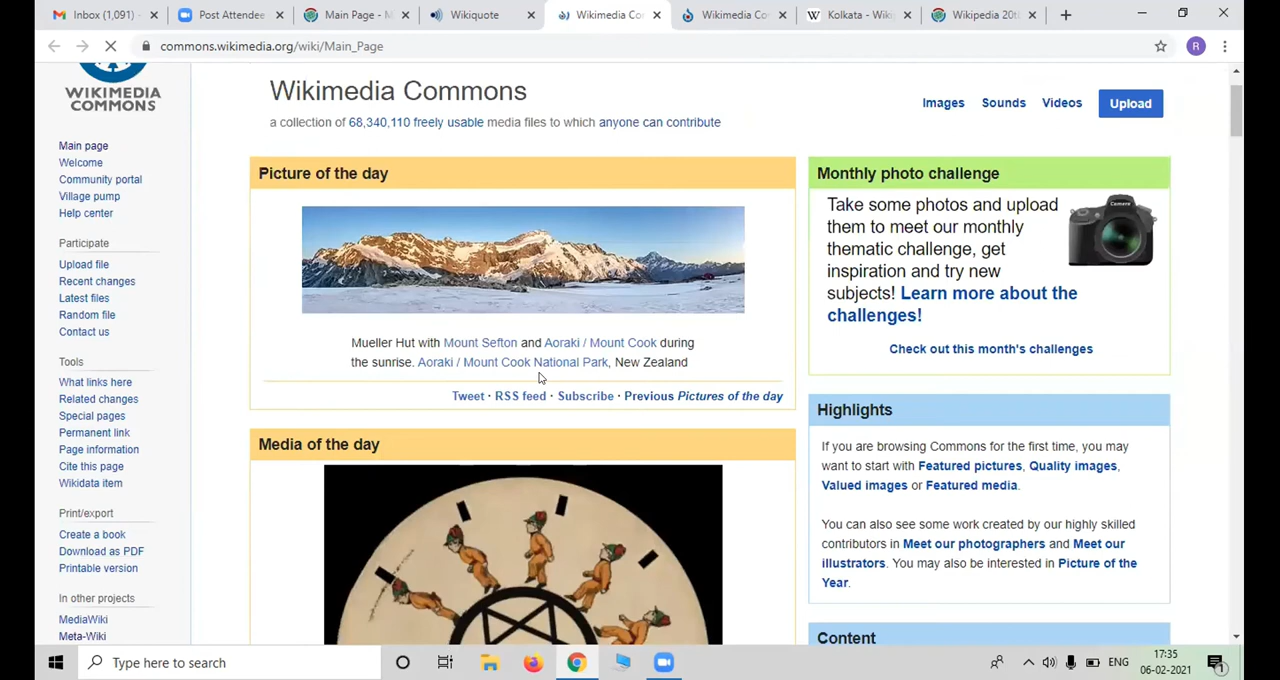 Inbox (1,091) -
Post Attendee
Main Page - M
Wikiquote
Wikimedia Co
Wikimedia Co
Kolkata - Wiki
Wikipedia 20th
commons.wikimedia.org/wiki/Main_Page
R
WIKIMEDIA
COMMONS
Main page
Welcome
Community portal
Village pump
Help center
Participate
Upload file
Recent changes
Latest files
Random file
Contact us
Tools
What links here
Related changes
Special pages
Permanent link
Page information
Cite this page
Wikidata item
Print/export
Create a book
Download as PDF
Printable version
In other projects
MediaWiki
Meta-Wiki
Wikimedia Commons
a collection of 68,340,110 freely usable media files to which anyone can contribute
Images Sounds Videos Upload
Picture of the day
Mueller Hut with Mount Sefton and Aoraki / Mount Cook during
the sunrise. Aoraki / Mount Cook National Park, New Zealand
Tweet · RSS feed · Subscribe · Previous Pictures of the day
Media of the day
Monthly photo challenge
Take some photos and upload
them to meet our monthly
thematic challenge, get
inspiration and try new
subjects! Learn more about the
challenges!
Camera
Check out this month's challenges
Highlights
If you are browsing Commons for the first time, you may
want to start with Featured pictures, Quality images,
Valued images or Featured media.
You can also see some work created by our highly skilled
contributors in Meet our photographers and Meet our
illustrators. You may also be interested in Picture of the
Year.
Content
Type here to search
ENG
17:35
06-02-2021
1